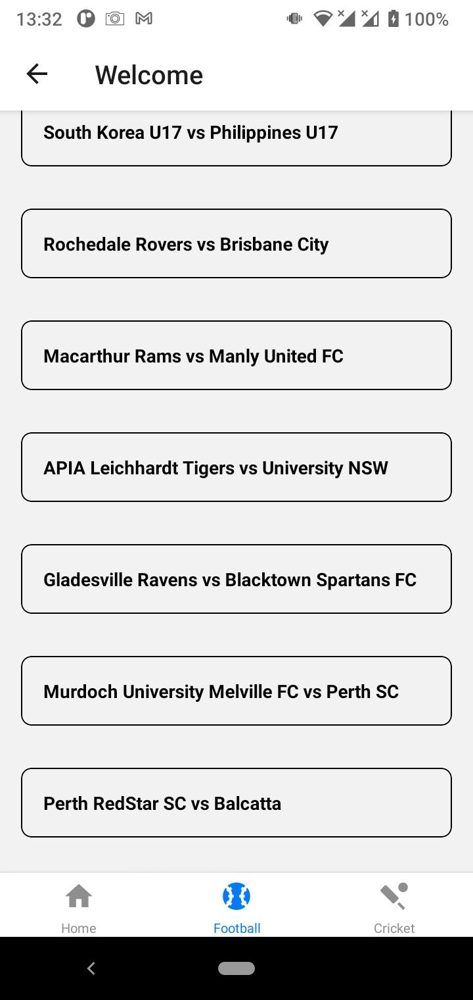 13:32 100%
Welcome
South Korea U17 vs Philippines U17
Rochedale Rovers vs Brisbane City
Macarthur Rams vs Manly United FC
APIA Leichhardt Tigers vs University NSW
Gladesville Ravens vs Blacktown Spartans FC
Murdoch University Melville FC vs Perth SC
Perth RedStar SC vs Balcatta
Home Football Cricket